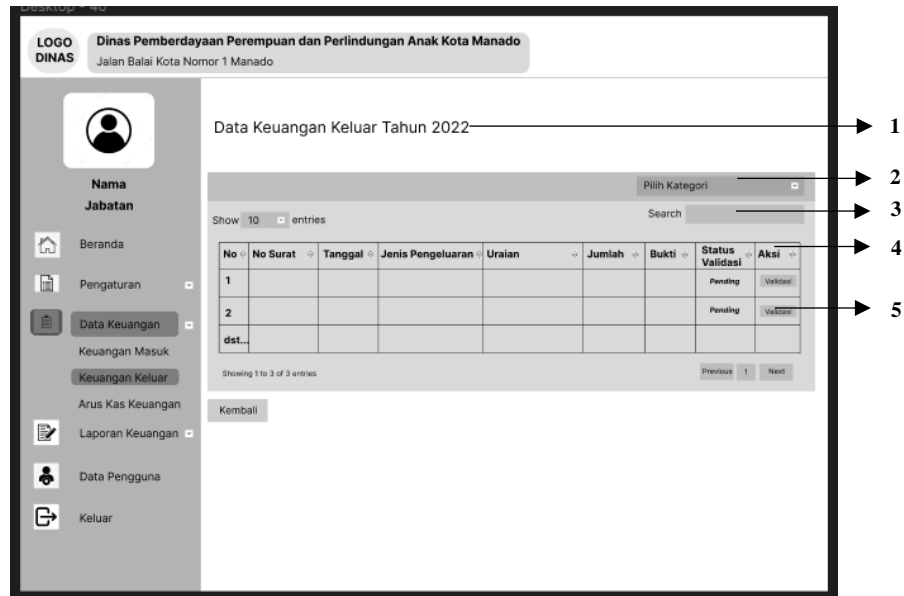 Desktop - 40
LOGO DINAS
Dinas Pemberdayaan Perempuan dan Perlindungan Anak Kota Manado
Jalan Balai Kota Nomor 1 Manado
Nama
Jabatan
Beranda
Pengaturan
Data Keuangan
Keuangan Masuk
Keuangan Keluar
Arus Kas Keuangan
Laporan Keuangan
Data Pengguna
Keluar
Data Keuangan Keluar Tahun 2022
1
Pilih Kategori
2
Show 10 entries
Search
3
No No Surat Tanggal Jenis Pengeluaran Uraian Jumlah Bukti Status Validasi Aksi
4
1 Pending Validasi
2 Pending Validasi
5
dst...
Showing 1 to 3 of 3 entries
Previous 1 Next
Kembali